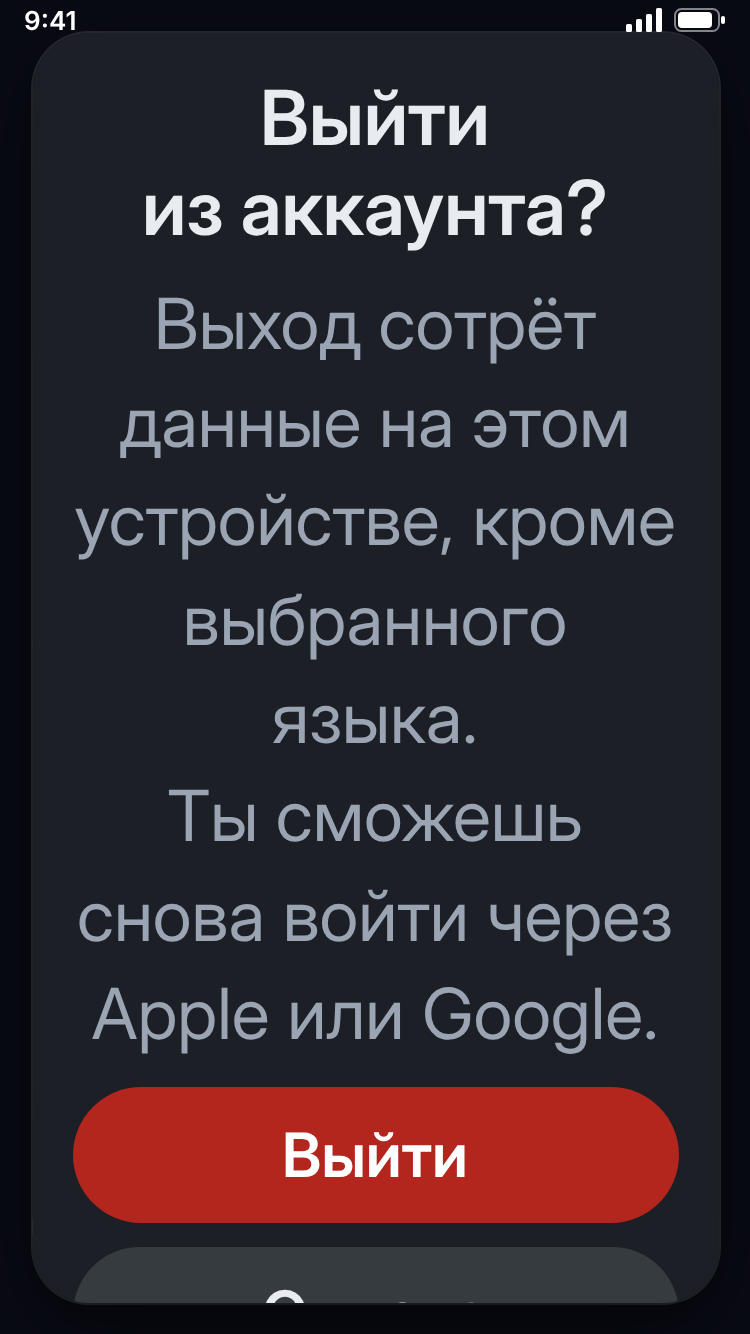 9:41
Выйти
из аккаунта?
Выход сотрёт
данные на этом
устройстве, кроме
выбранного
языка.
Ты сможешь
снова войти через
Apple или Google.
Выйти